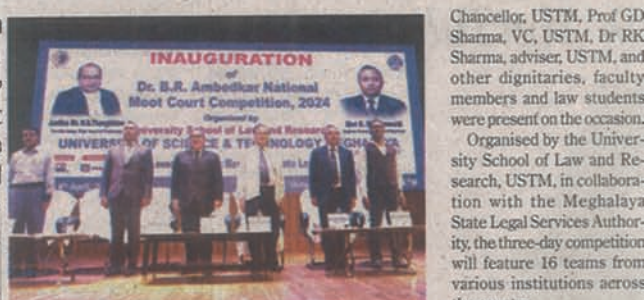 INAUGURATION
of
Dr. B.R. Ambedkar National
Moot Court Competition, 2024
Organised by
University School of Law and Research
UNIVERSITY OF SCIENCE & TECHNOLOGY
Chancellor, USTM, Prof GD
Sharma, VC, USTM, Dr RK
Sharma, adviser, USTM, and
other dignitaries, faculty
members and law students
were present on the occasion.
Organised by the Univer-
sity School of Law and Re-
search, USTM, in collabora-
tion with the Meghalaya
State Legal Services Author-
ity, the three-day competition
will feature 16 teams from
various institutions across